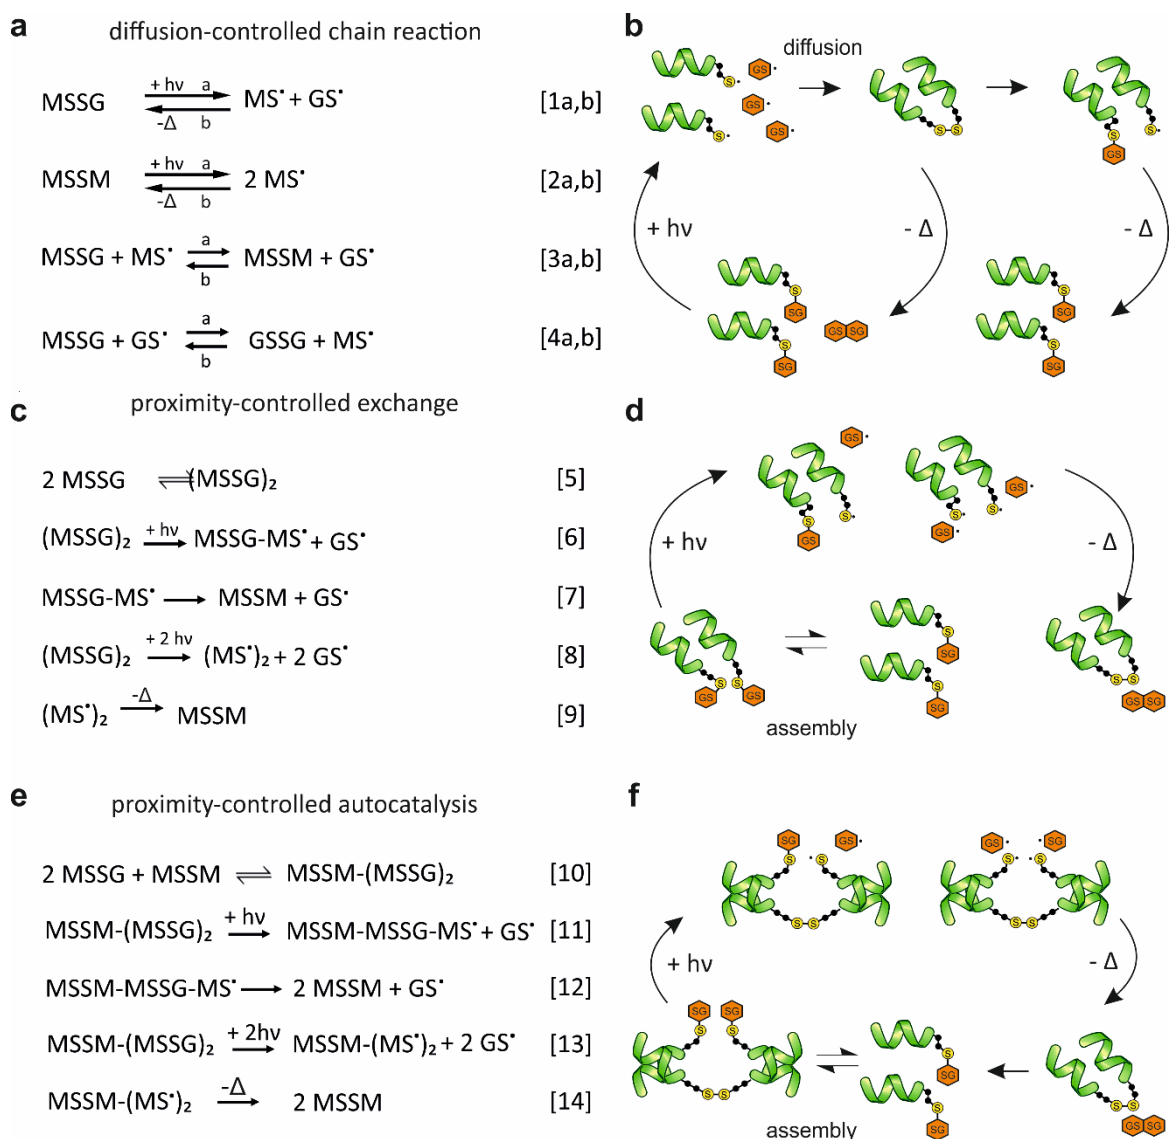 a
diffusion-controlled chain reaction
MSSG + hν a -Δ b MS• + GS• [1a,b]
MSSM + hν a -Δ b 2 MS• [2a,b]
MSSG + MS• a b MSSM + GS• [3a,b]
MSSG + GS• a b GSSG + MS• [4a,b]
b
diffusion
S•
GS•
GS•
S•
GS•
S S
S
GS
S•
+ hν
- Δ
- Δ
S
SG
S
SG
GS SG
S
SG
S
SG
c
proximity-controlled exchange
2 MSSG ⇌ (MSSG)₂ [5]
(MSSG)₂ + hν → MSSG-MS• + GS• [6]
MSSG-MS• → MSSM + GS• [7]
(MSSG)₂ + 2 hν → (MS•)₂ + 2 GS• [8]
(MS•)₂ -Δ → MSSM [9]
d
GS•
S
GS
S•
GS•
S•
S•
GS•
+ hν
- Δ
S
GS
S
GS
S
SG
S
SG
S S
GS SG
assembly
e
proximity-controlled autocatalysis
2 MSSG + MSSM ⇌ MSSM-(MSSG)₂ [10]
MSSM-(MSSG)₂ + hν → MSSM-MSSG-MS• + GS• [11]
MSSM-MSSG-MS• → 2 MSSM + GS• [12]
MSSM-(MSSG)₂ + 2hν → MSSM-(MS•)₂ + 2 GS• [13]
MSSM-(MS•)₂ -Δ → 2 MSSM [14]
f
SG
GS•
S
•S
S S
GS•
•SG
S•
•S
S S
+ hν
- Δ
SG
SG
S
S
S S
S
SG
S
SG
S S
GS SG
assembly